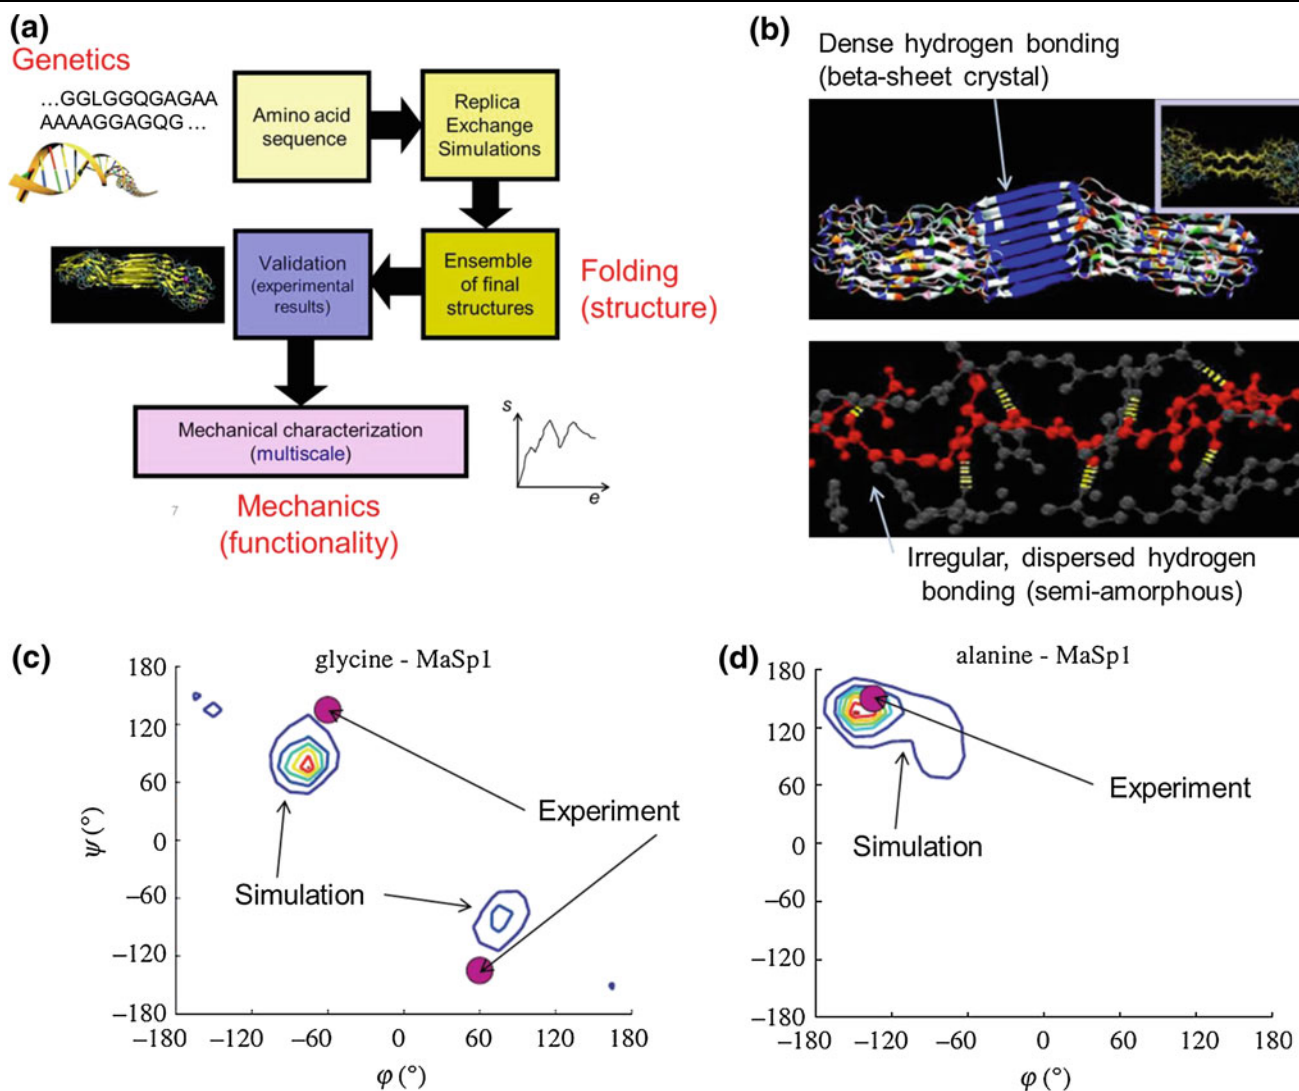 (a)
Genetics
...GGLGGQGAGAA
AAAAGGAGQG ...
Amino acid
sequence
Replica
Exchange
Simulations
Validation
(experimental
results)
Ensemble
of final
structures
Folding
(structure)
Mechanical characterization
(multiscale)
s
e
7
Mechanics
(functionality)
(b)
Dense hydrogen bonding
(beta-sheet crystal)
Irregular, dispersed hydrogen
bonding (semi-amorphous)
(c)
glycine - MaSp1
180
120
60
0
−60
−120
−180
ψ (°)
Experiment
Simulation
−180 −120 −60 0 60 120 180
φ (°)
(d)
alanine - MaSp1
180
120
60
0
−60
−120
−180
Experiment
Simulation
−180 −120 −60 0 60 120 180
φ (°)